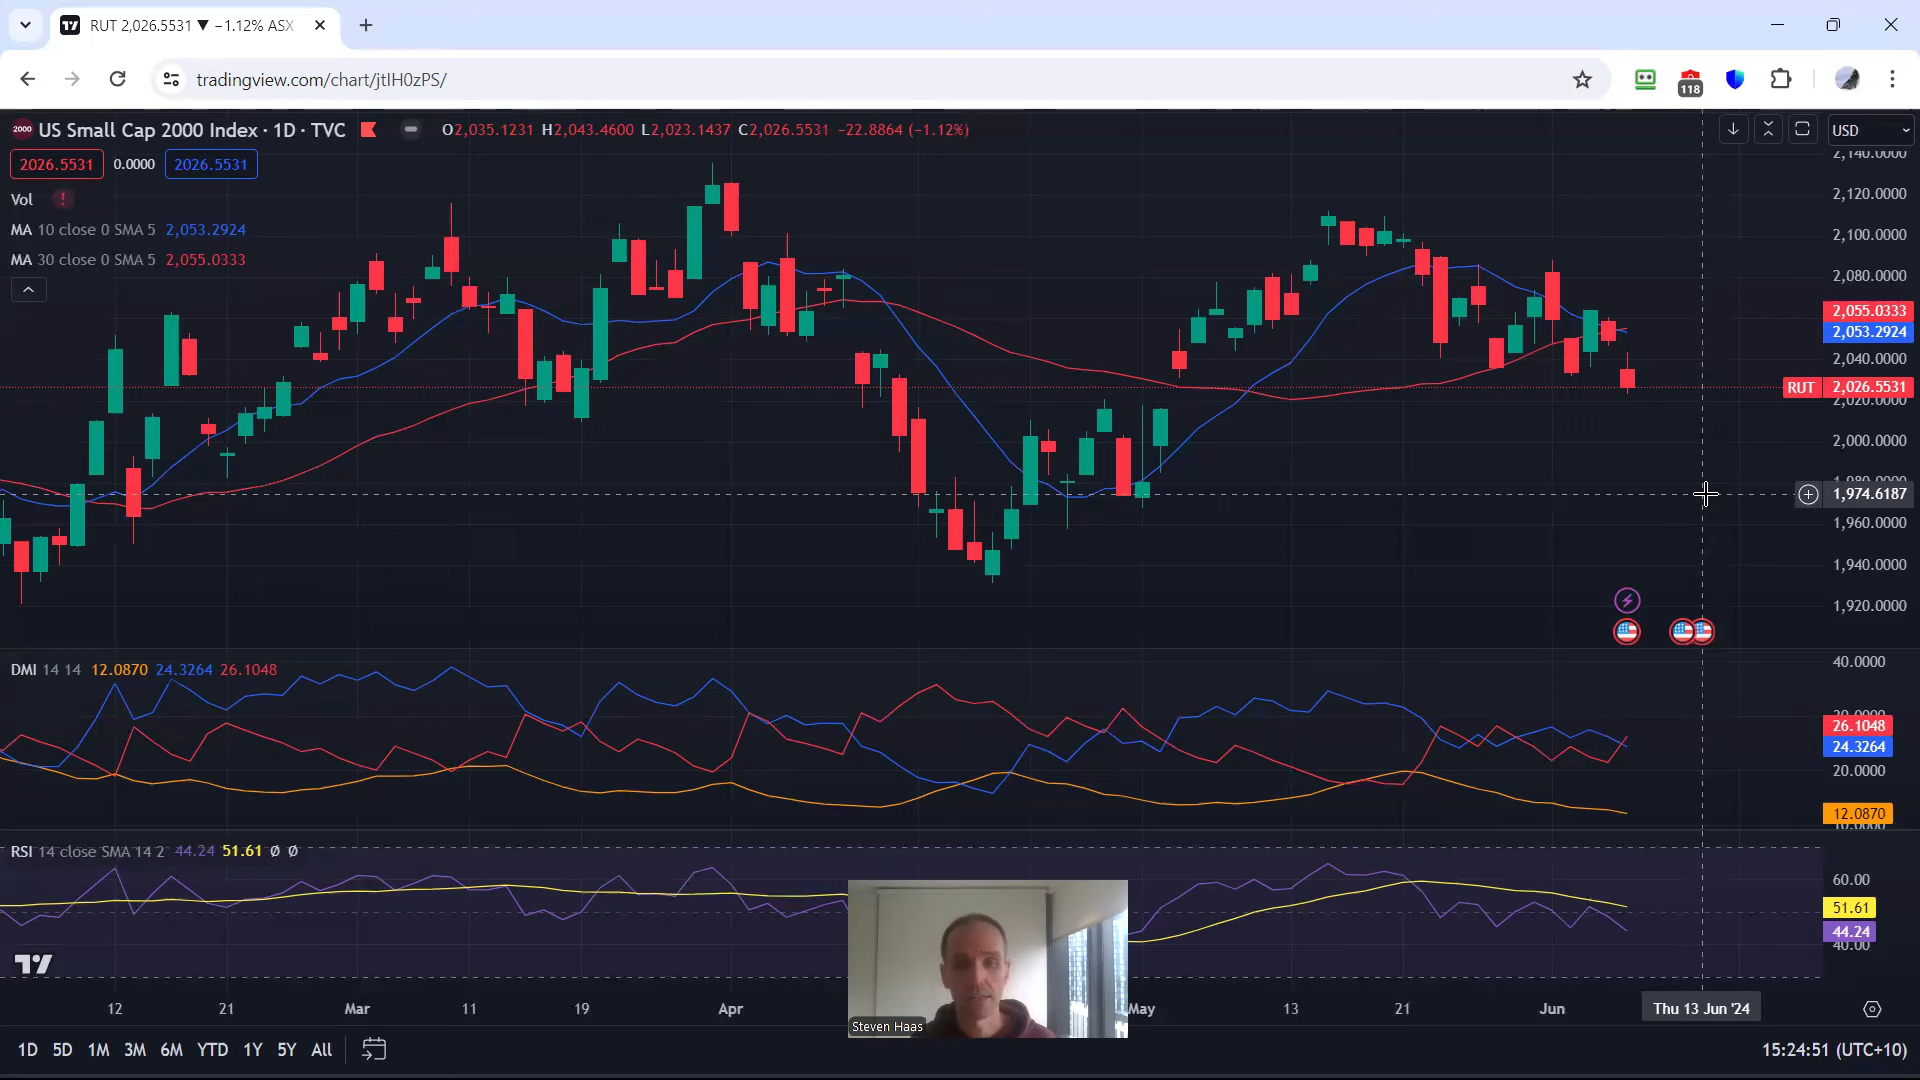 RUT 2,026.5531 ▼ −1.12% ASX
tradingview.com/chart/jtIH0zPS/
118
2000 US Small Cap 2000 Index · 1D · TVC
O2,035.1231 H2,043.4600 L2,023.1437 C2,026.5531 -22.8864 (-1.12%)
USD
2026.5531 0.0000 2026.5531
Vol !
MA 10 close 0 SMA 5 2,053.2924
MA 30 close 0 SMA 5 2,055.0333
2,140.0000
2,120.0000
2,100.0000
2,080.0000
2,055.0333
2,053.2924
2,040.0000
RUT 2,026.5531
2,020.0000
2,000.0000
1,980.0000
1,974.6187
1,960.0000
1,940.0000
1,920.0000
DMI 14 14 12.0870 24.3264 26.1048
40.0000
30.0000
26.1048
24.3264
20.0000
12.0870
10.0000
RSI 14 close SMA 14 2 44.24 51.61 Ø Ø
60.00
51.61
44.24
40.00
Steven Haas
12 21 Mar 11 19 Apr May 13 21 Jun Thu 13 Jun '24
1D 5D 1M 3M 6M YTD 1Y 5Y All
15:24:51 (UTC+10)